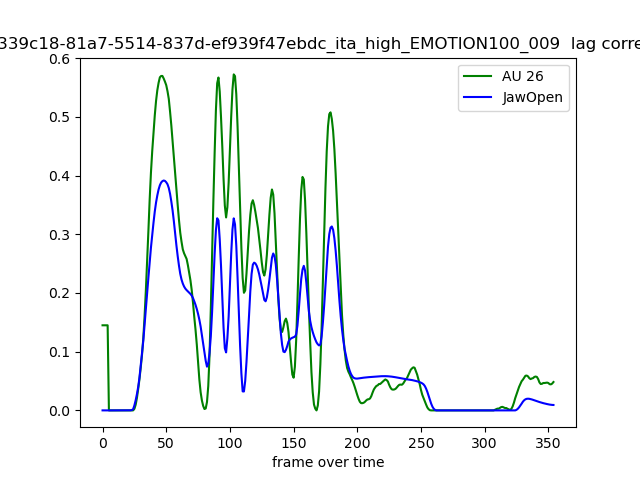 339c18-81a7-5514-837d-ef939f47ebdc_ita_high_EMOTION100_009 lag corre
0.6
AU 26
JawOpen
0.5
0.4
0.3
0.2
0.1
0.0
0 50 100 150 200 250 300 350
frame over time